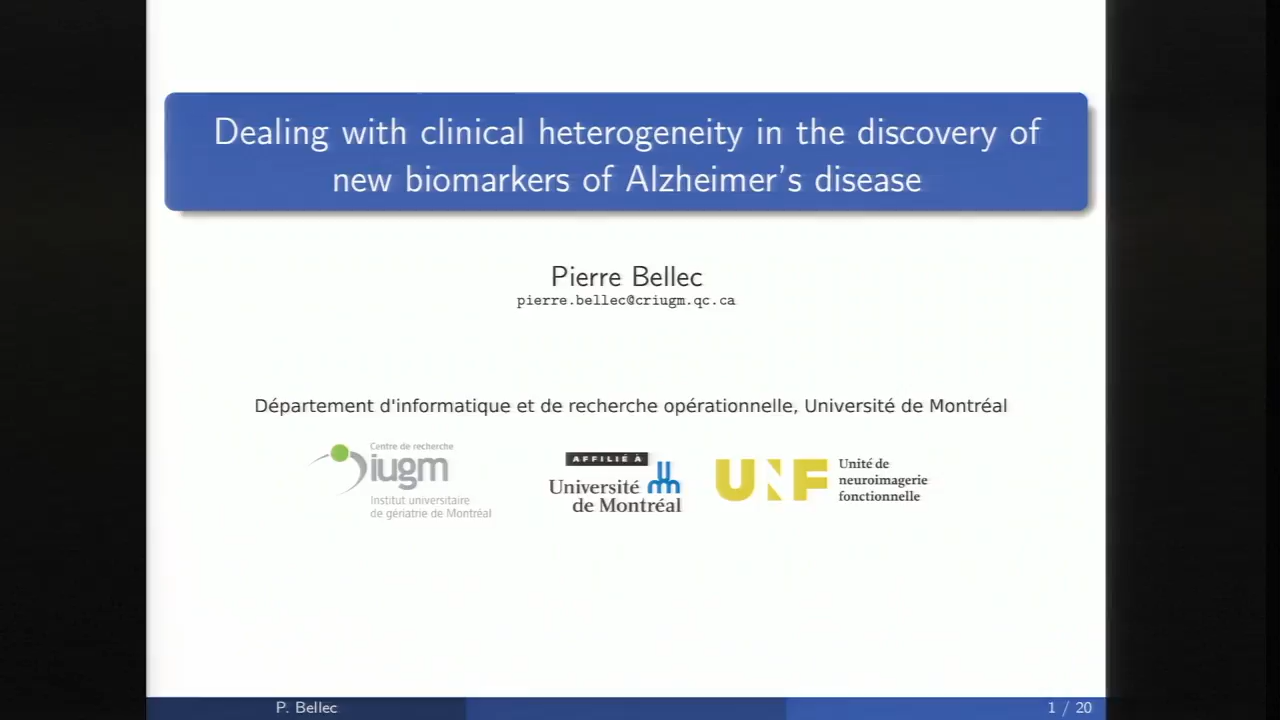 Dealing with clinical heterogeneity in the discovery of
new biomarkers of Alzheimer's disease
Pierre Bellec
pierre.bellec@criugm.qc.ca
Département d'informatique et de recherche opérationnelle, Université de Montréal
Centre de recherche
iugm
Institut universitaire
de gériatrie de Montréal
AFFILIÉ À
Université
de Montréal
UNF
Unité de
neuroimagerie
fonctionnelle
P. Bellec
1 / 20